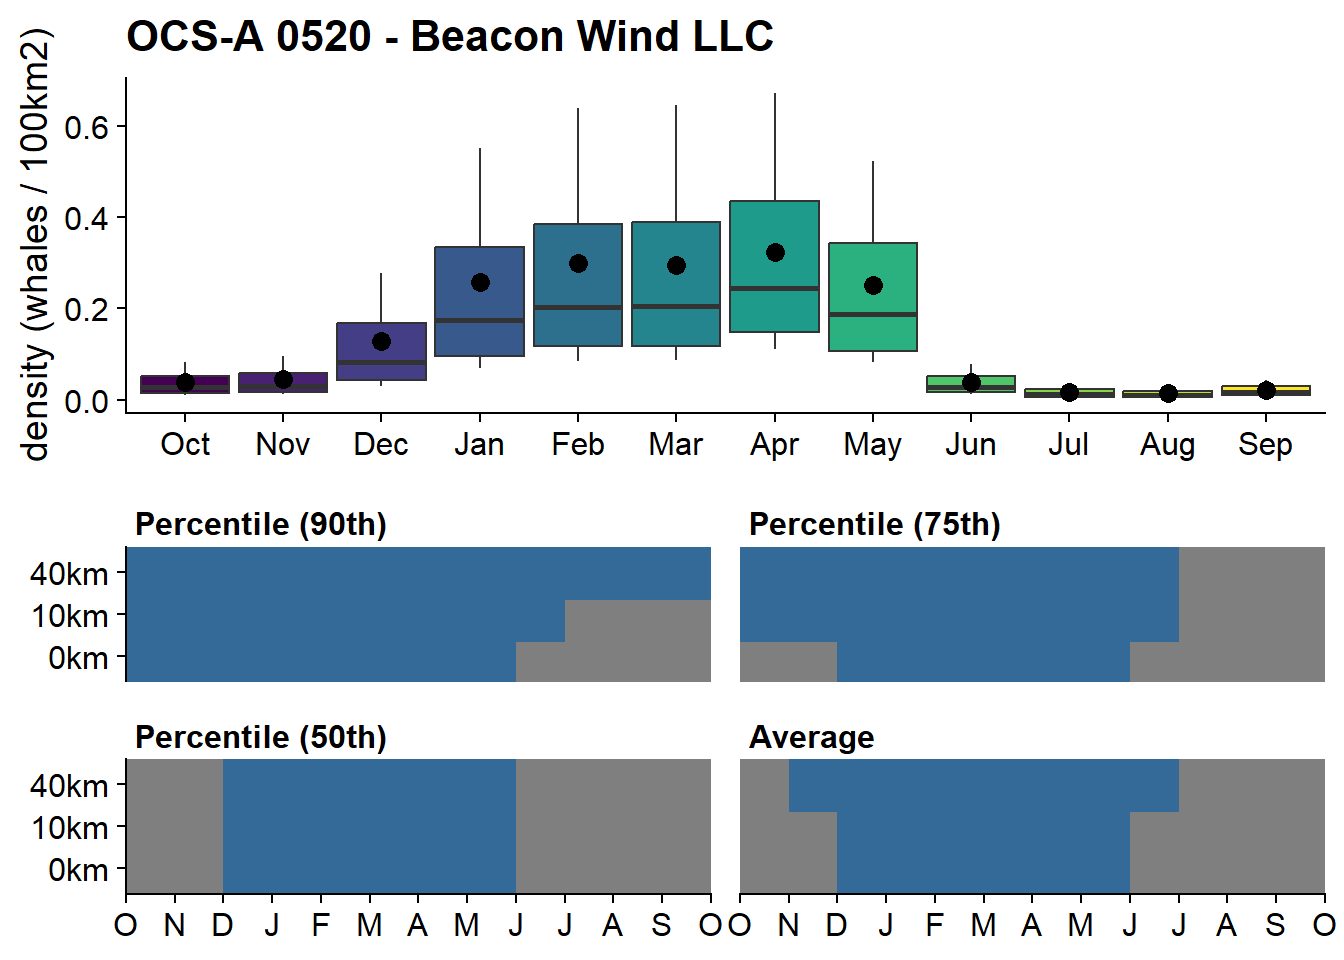 OCS-A 0520 - Beacon Wind LLC
density (whales / 100km2)
0.6
0.4
0.2
0.0
Oct Nov Dec Jan Feb Mar Apr May Jun Jul Aug Sep
Percentile (90th) Percentile (75th)
40km
10km
0km
Percentile (50th) Average
40km
10km
0km
O N D J F M A M J J A S O O N D J F M A M J J A S O